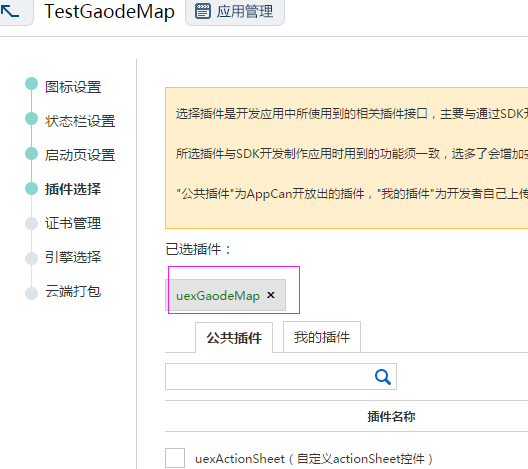 TestGaodeMap 应用管理
图标设置
状态栏设置
启动页设置
插件选择
证书管理
引擎选择
云端打包
选择插件是开发应用中所使用到的相关插件接口，主要与通过SDK开
所选插件与SDK开发制作应用时用到的功能须一致，选多了会增加
"公共插件"为AppCan开放出的插件，"我的插件"为开发者自己上传
已选插件：
uexGaodeMap ×
公共插件 我的插件
插件名称
uexActionSheet（自定义actionSheet控件）